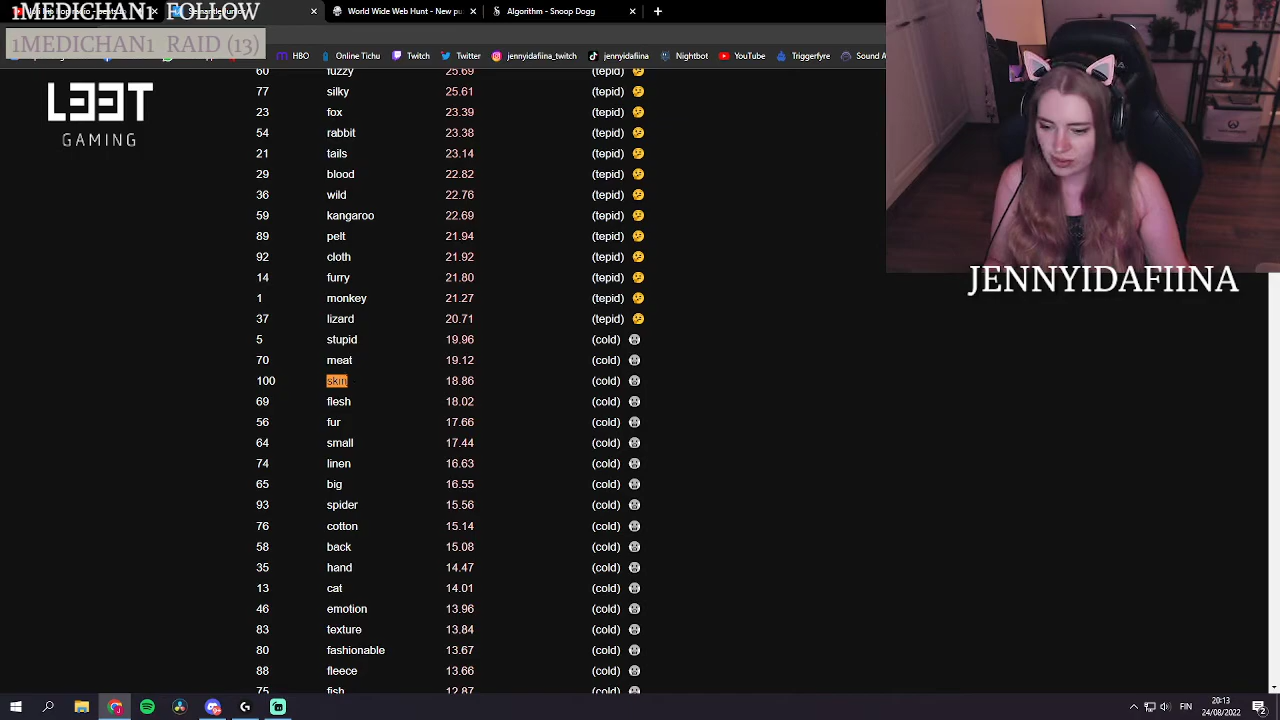 1MEDICHAN1 FOLLOW
World Wide Web Hunt - New pu
Algorithm - Snoop Dogg
1MEDICHAN1 RAID (13)
HBO
Online Tichu
Twitch
Twitter
jennyidafiina_twitch
jennyidafiina
Nightbot
YouTube
Triggerfyre
Sound A
L33T
GAMING
60 fuzzy 25.69 (tepid)
77 silky 25.61 (tepid)
23 fox 23.39 (tepid)
54 rabbit 23.38 (tepid)
21 tails 23.14 (tepid)
29 blood 22.82 (tepid)
36 wild 22.76 (tepid)
59 kangaroo 22.69 (tepid)
89 pelt 21.94 (tepid)
92 cloth 21.92 (tepid)
14 furry 21.80 (tepid)
1 monkey 21.27 (tepid)
37 lizard 20.71 (tepid)
5 stupid 19.96 (cold)
70 meat 19.12 (cold)
100 skin 18.86 (cold)
69 flesh 18.02 (cold)
56 fur 17.66 (cold)
64 small 17.44 (cold)
74 linen 16.63 (cold)
65 big 16.55 (cold)
93 spider 15.56 (cold)
76 cotton 15.14 (cold)
58 back 15.08 (cold)
35 hand 14.47 (cold)
13 cat 14.01 (cold)
46 emotion 13.96 (cold)
83 texture 13.84 (cold)
80 fashionable 13.67 (cold)
88 fleece 13.66 (cold)
75 fish 12.87 (cold)
JENNYIDAFIINA
FIN
20:13
24/08/2022
2